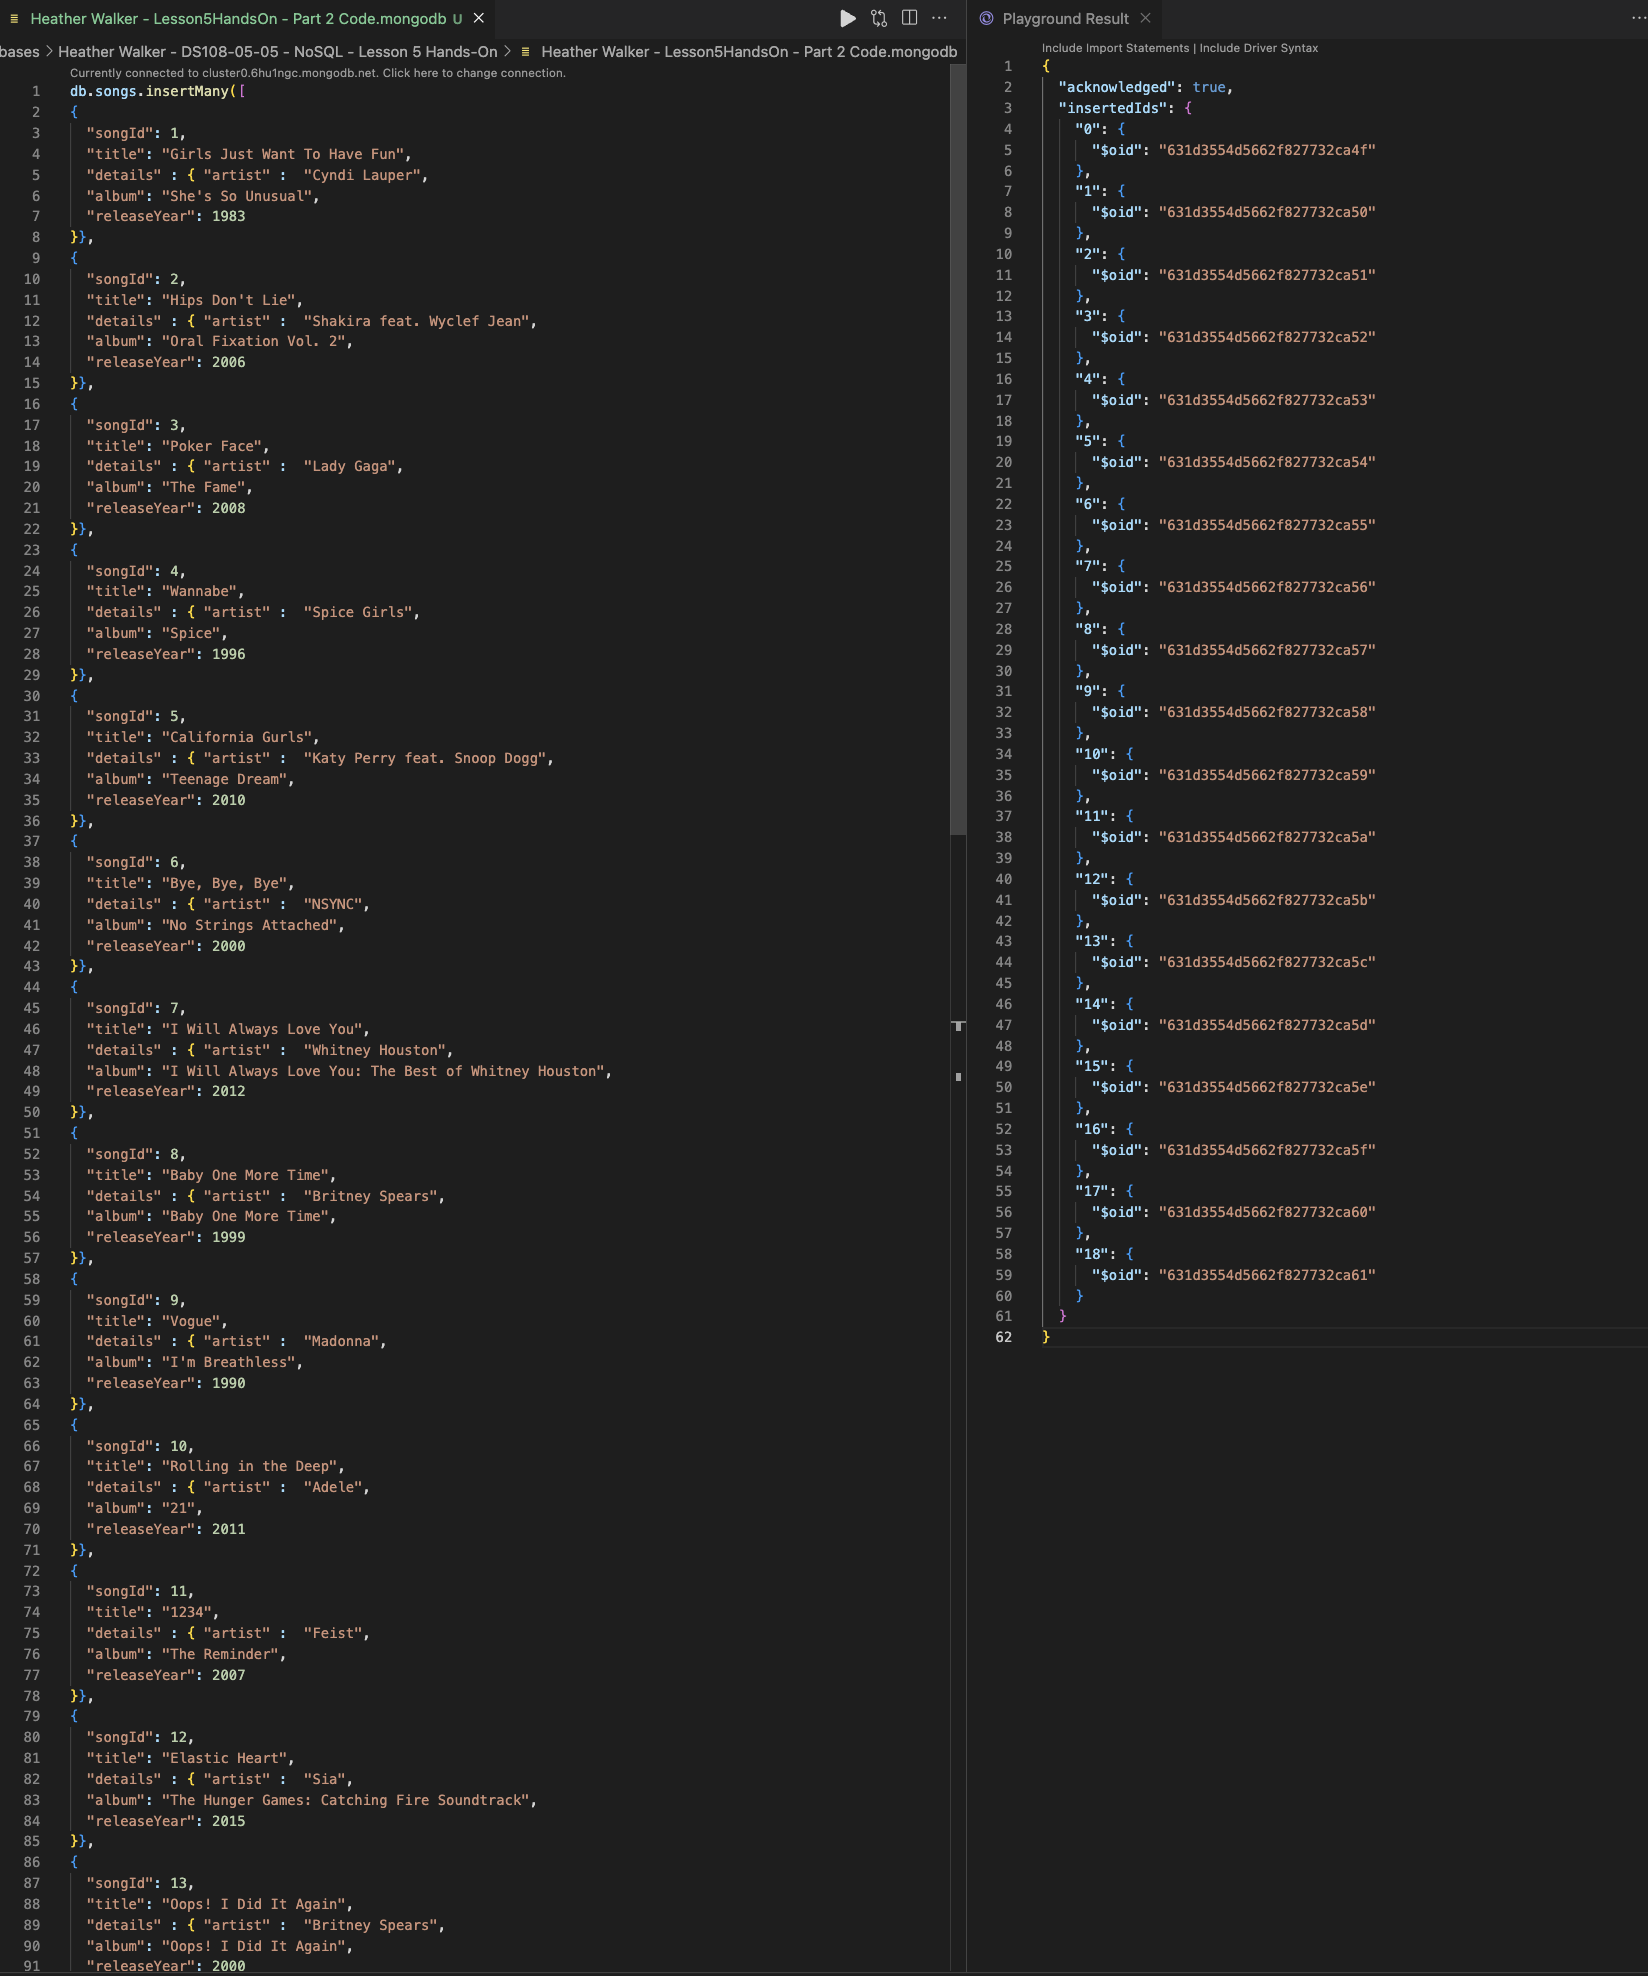 Heather Walker - Lesson5HandsOn - Part 2 Code.mongodb U
bases > Heather Walker - DS108-05-05 - NoSQL - Lesson 5 Hands-On > Heather Walker - Lesson5HandsOn - Part 2 Code.mongodb
Currently connected to cluster0.6hu1ngc.mongodb.net. Click here to change connection.
1 db.songs.insertMany([
2 {
3 "songId": 1,
4 "title": "Girls Just Want To Have Fun",
5 "details" : { "artist" :  "Cyndi Lauper",
6 "album": "She's So Unusual",
7 "releaseYear": 1983
8 }},
9 {
10 "songId": 2,
11 "title": "Hips Don't Lie",
12 "details" : { "artist" :  "Shakira feat. Wyclef Jean",
13 "album": "Oral Fixation Vol. 2",
14 "releaseYear": 2006
15 }},
16 {
17 "songId": 3,
18 "title": "Poker Face",
19 "details" : { "artist" :  "Lady Gaga",
20 "album": "The Fame",
21 "releaseYear": 2008
22 }},
23 {
24 "songId": 4,
25 "title": "Wannabe",
26 "details" : { "artist" :  "Spice Girls",
27 "album": "Spice",
28 "releaseYear": 1996
29 }},
30 {
31 "songId": 5,
32 "title": "California Gurls",
33 "details" : { "artist" :  "Katy Perry feat. Snoop Dogg",
34 "album": "Teenage Dream",
35 "releaseYear": 2010
36 }},
37 {
38 "songId": 6,
39 "title": "Bye, Bye, Bye",
40 "details" : { "artist" :  "NSYNC",
41 "album": "No Strings Attached",
42 "releaseYear": 2000
43 }},
44 {
45 "songId": 7,
46 "title": "I Will Always Love You",
47 "details" : { "artist" :  "Whitney Houston",
48 "album": "I Will Always Love You: The Best of Whitney Houston",
49 "releaseYear": 2012
50 }},
51 {
52 "songId": 8,
53 "title": "Baby One More Time",
54 "details" : { "artist" :  "Britney Spears",
55 "album": "Baby One More Time",
56 "releaseYear": 1999
57 }},
58 {
59 "songId": 9,
60 "title": "Vogue",
61 "details" : { "artist" :  "Madonna",
62 "album": "I'm Breathless",
63 "releaseYear": 1990
64 }},
65 {
66 "songId": 10,
67 "title": "Rolling in the Deep",
68 "details" : { "artist" :  "Adele",
69 "album": "21",
70 "releaseYear": 2011
71 }},
72 {
73 "songId": 11,
74 "title": "1234",
75 "details" : { "artist" :  "Feist",
76 "album": "The Reminder",
77 "releaseYear": 2007
78 }},
79 {
80 "songId": 12,
81 "title": "Elastic Heart",
82 "details" : { "artist" :  "Sia",
83 "album": "The Hunger Games: Catching Fire Soundtrack",
84 "releaseYear": 2015
85 }},
86 {
87 "songId": 13,
88 "title": "Oops! I Did It Again",
89 "details" : { "artist" :  "Britney Spears",
90 "album": "Oops! I Did It Again",
91 "releaseYear": 2000
Playground Result
Include Import Statements | Include Driver Syntax
1 {
2 "acknowledged": true,
3 "insertedIds": {
4 "0": {
5 "$oid": "631d3554d5662f827732ca4f"
6 },
7 "1": {
8 "$oid": "631d3554d5662f827732ca50"
9 },
10 "2": {
11 "$oid": "631d3554d5662f827732ca51"
12 },
13 "3": {
14 "$oid": "631d3554d5662f827732ca52"
15 },
16 "4": {
17 "$oid": "631d3554d5662f827732ca53"
18 },
19 "5": {
20 "$oid": "631d3554d5662f827732ca54"
21 },
22 "6": {
23 "$oid": "631d3554d5662f827732ca55"
24 },
25 "7": {
26 "$oid": "631d3554d5662f827732ca56"
27 },
28 "8": {
29 "$oid": "631d3554d5662f827732ca57"
30 },
31 "9": {
32 "$oid": "631d3554d5662f827732ca58"
33 },
34 "10": {
35 "$oid": "631d3554d5662f827732ca59"
36 },
37 "11": {
38 "$oid": "631d3554d5662f827732ca5a"
39 },
40 "12": {
41 "$oid": "631d3554d5662f827732ca5b"
42 },
43 "13": {
44 "$oid": "631d3554d5662f827732ca5c"
45 },
46 "14": {
47 "$oid": "631d3554d5662f827732ca5d"
48 },
49 "15": {
50 "$oid": "631d3554d5662f827732ca5e"
51 },
52 "16": {
53 "$oid": "631d3554d5662f827732ca5f"
54 },
55 "17": {
56 "$oid": "631d3554d5662f827732ca60"
57 },
58 "18": {
59 "$oid": "631d3554d5662f827732ca61"
60 }
61 }
62 }